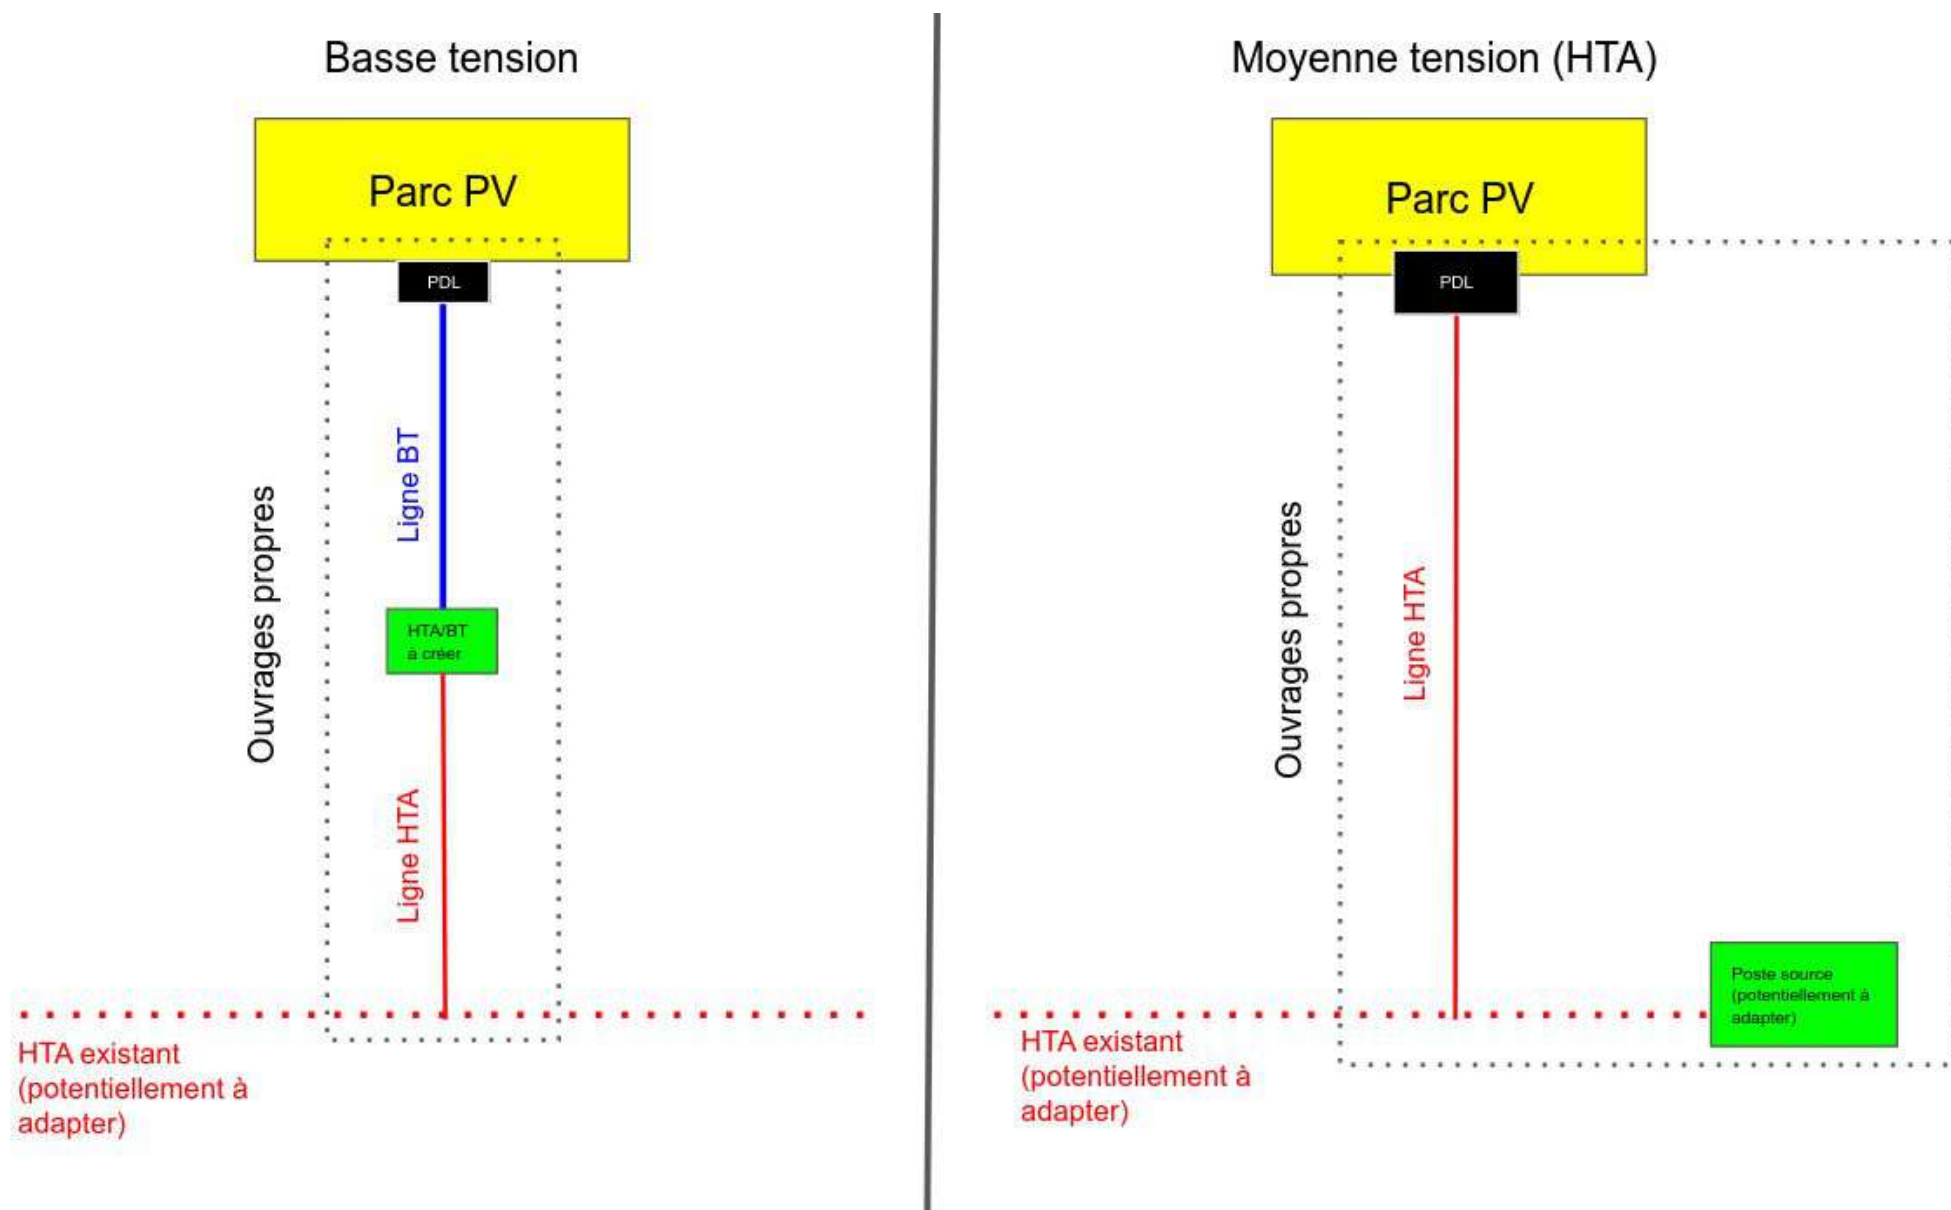 Basse tension
Parc PV
PDL
Ligne BT
Ouvrages propres
HTA/BT
à créer
Ligne HTA
HTA existant
(potentiellement à
adapter)
Moyenne tension (HTA)
Parc PV
PDL
Ouvrages propres
Ligne HTA
Poste source
(potentiellement à
adapter)
HTA existant
(potentiellement à
adapter)